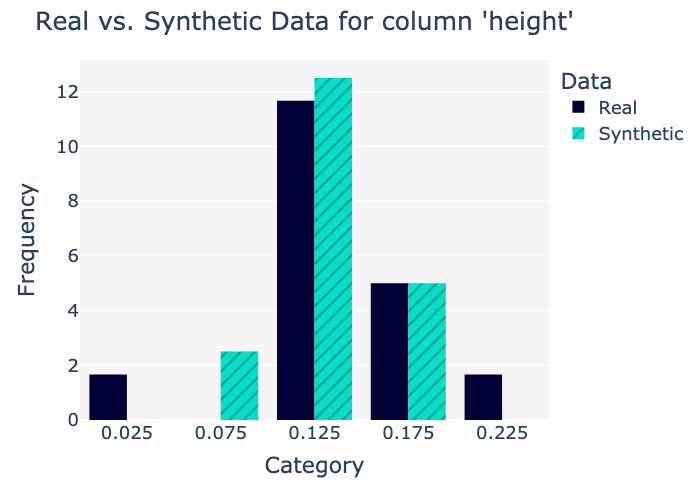 Real vs. Synthetic Data for column 'height'
Data
Real
Synthetic
Frequency
12
10
8
6
4
2
0
0.025 0.075 0.125 0.175 0.225
Category